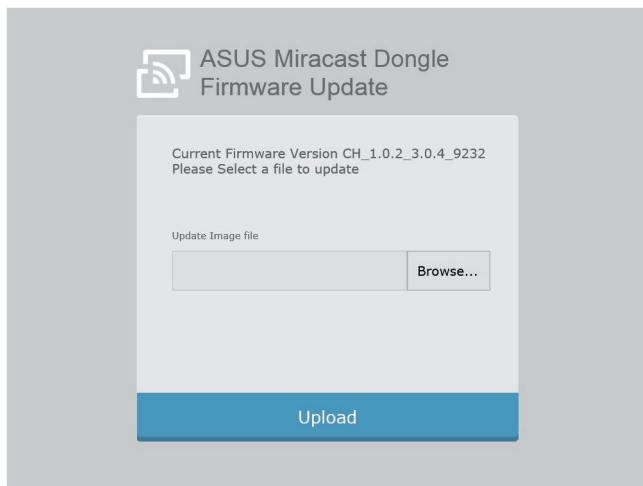 ASUS Miracast Dongle
Firmware Update
Current Firmware Version CH_1.0.2_3.0.4_9232
Please Select a file to update
Update Image file
Browse...
Upload